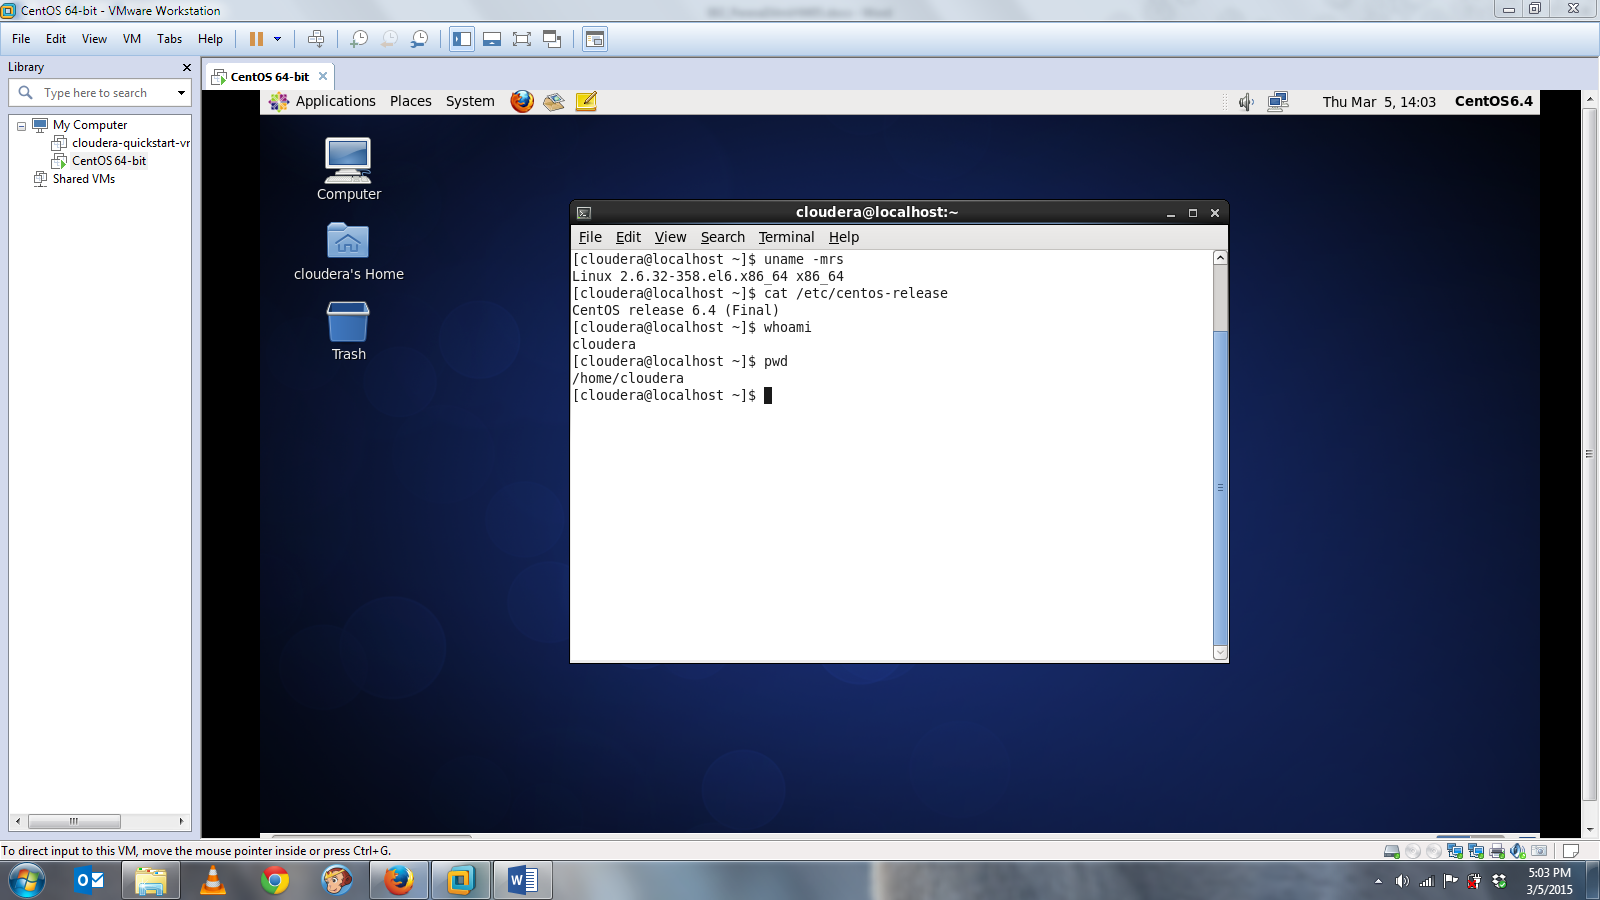 CentOS 64-bit - VMware Workstation
File Edit View VM Tabs Help
Library
Type here to search
My Computer
cloudera-quickstart-vr
CentOS 64-bit
Shared VMs
CentOS 64-bit
Applications Places System
Thu Mar 5, 14:03 CentOS6.4
Computer
cloudera's Home
Trash
cloudera@localhost:~
File Edit View Search Terminal Help
[cloudera@localhost ~]$ uname -mrs
Linux 2.6.32-358.el6.x86_64 x86_64
[cloudera@localhost ~]$ cat /etc/centos-release
CentOS release 6.4 (Final)
[cloudera@localhost ~]$ whoami
cloudera
[cloudera@localhost ~]$ pwd
/home/cloudera
[cloudera@localhost ~]$
To direct input to this VM, move the mouse pointer inside or press Ctrl+G.
5:03 PM
3/5/2015